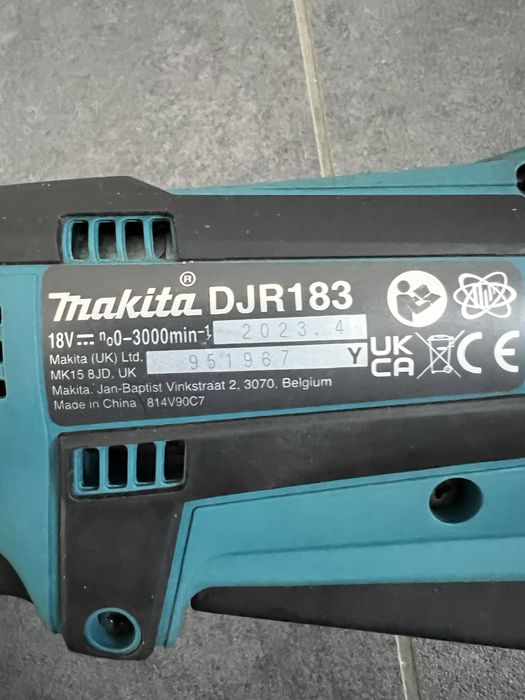 makita® DJR183
18V n₀0-3000min-1 2023.4
Makita (UK) Ltd. 951967 Y
MK15 8JD. UK
Makita. Jan-Baptist Vinkstraat 2, 3070, Belgium
Made in China 814V90C7
UK
CA
CE